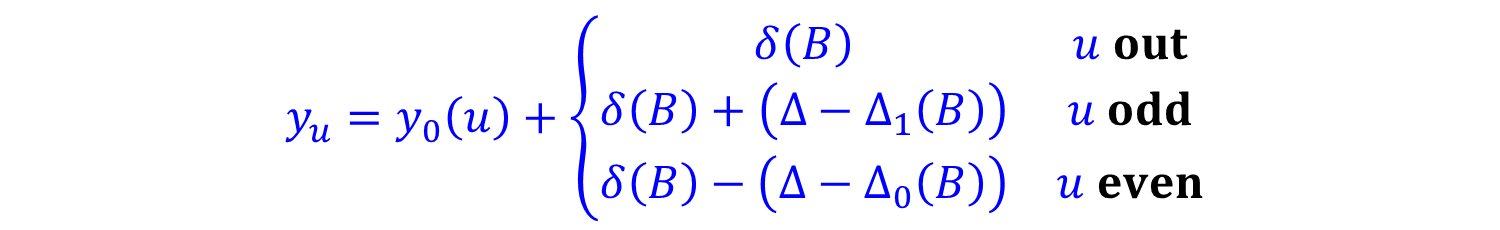 δ(B) u out
y_u = y_0(u) + { δ(B) + (Δ − Δ_1(B)) u odd
δ(B) − (Δ − Δ_0(B)) u even